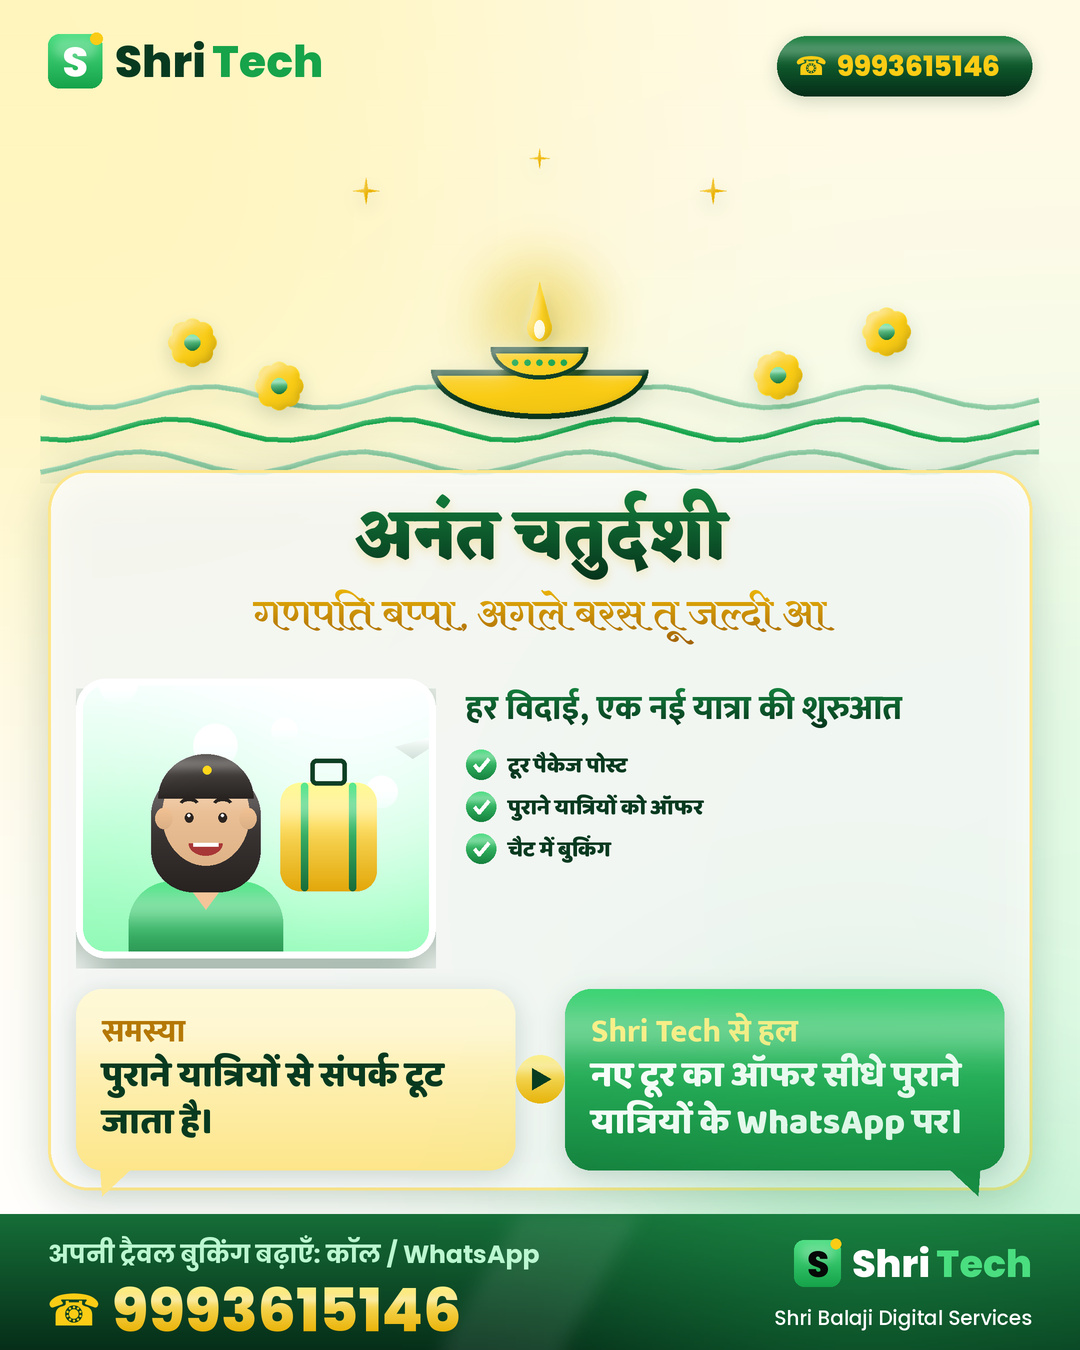 S Shri Tech
☎ 9993615146
अनंत चतुर्दशी
गणपति बप्पा, अगले बरस तू जल्दी आ
हर विदाई, एक नई यात्रा की शुरुआत
टूर पैकेज पोस्ट
पुराने यात्रियों को ऑफर
चैट में बुकिंग
समस्या
पुराने यात्रियों से संपर्क टूट
जाता है।
Shri Tech से हल
नए टूर का ऑफर सीधे पुराने
यात्रियों के WhatsApp पर।
अपनी ट्रैवल बुकिंग बढ़ाएँ: कॉल / WhatsApp
☎ 9993615146
S Shri Tech
Shri Balaji Digital Services